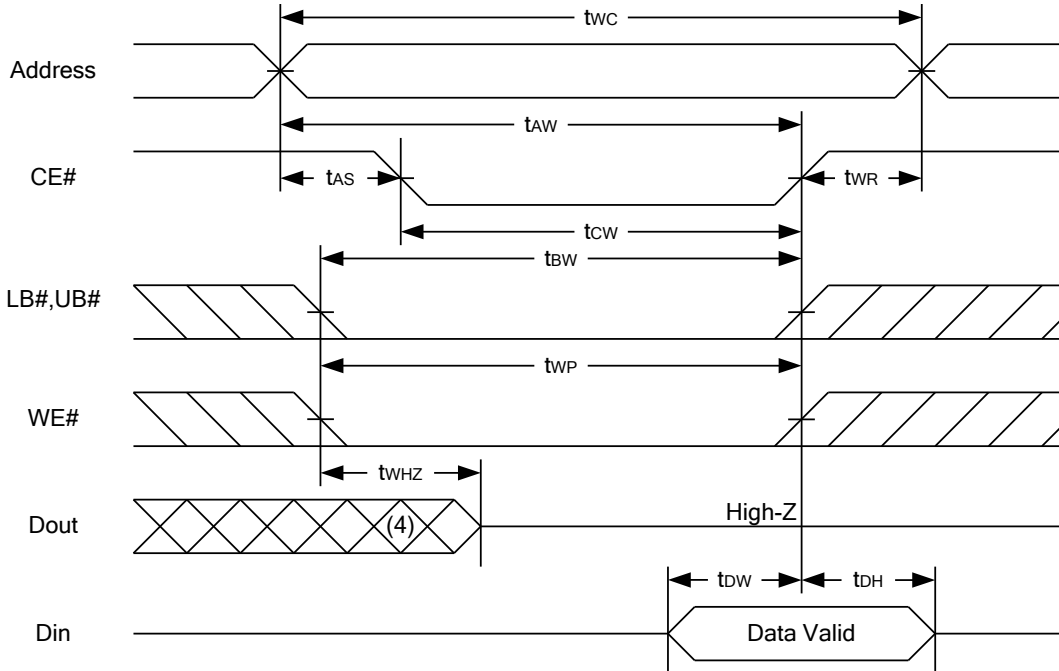 tWC
Address
tAW
CE#
tAS
tWR
tCW
tBW
LB#,UB#
tWP
WE#
tWHZ
Dout
(4)
High-Z
tDW
tDH
Din
Data Valid